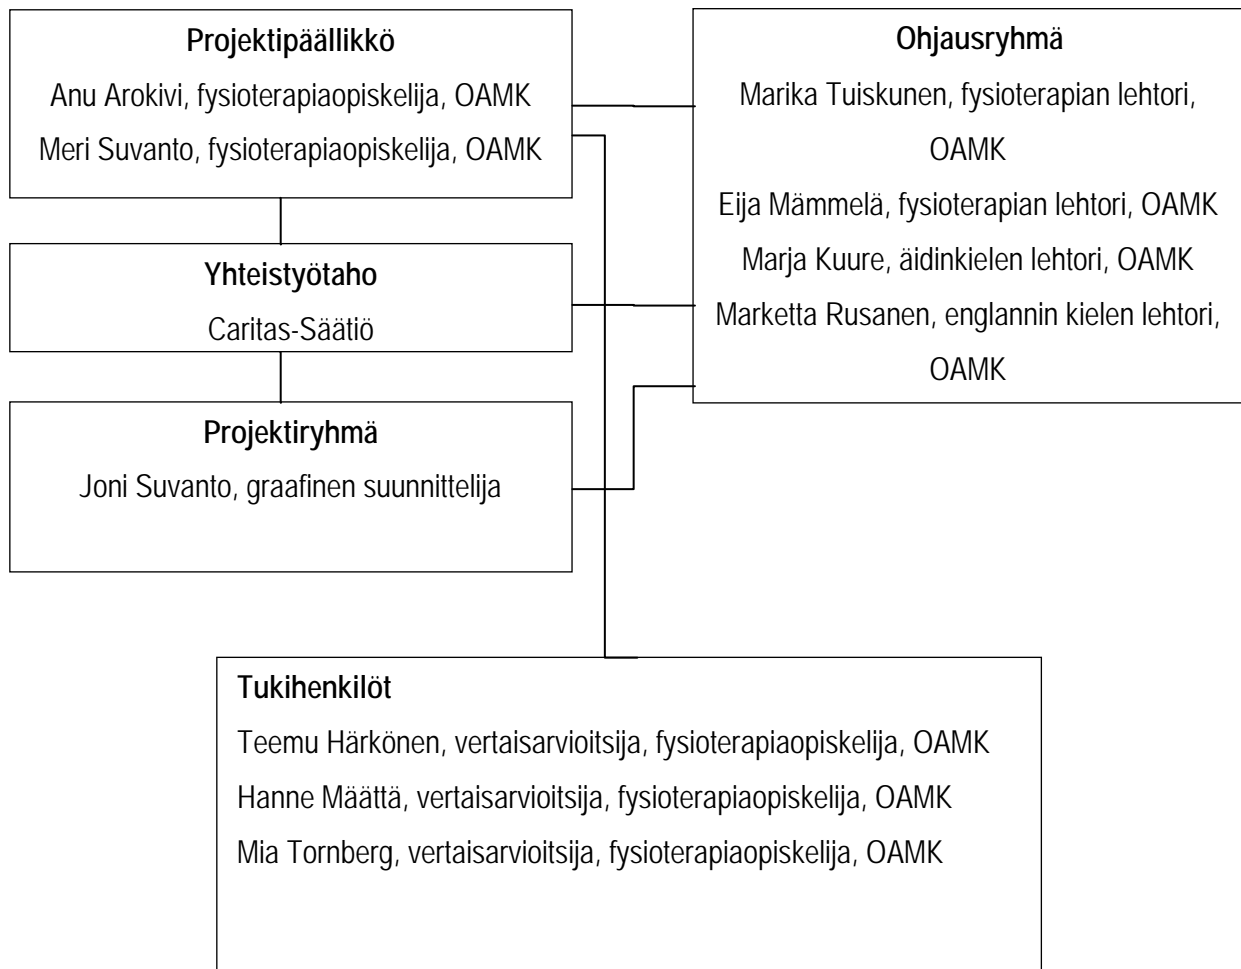 Projektipäällikkö
Anu Arokivi, fysioterapiaopiskelija, OAMK
Meri Suvanto, fysioterapiaopiskelija, OAMK
Yhteistyötaho
Caritas-Säätiö
Projektiryhmä
Joni Suvanto, graafinen suunnittelija
Ohjausryhmä
Marika Tuiskunen, fysioterapian lehtori,
OAMK
Eija Mämmelä, fysioterapian lehtori, OAMK
Marja Kuure, äidinkielen lehtori, OAMK
Marketta Rusanen, englannin kielen lehtori,
OAMK
Tukihenkilöt
Teemu Härkönen, vertaisarvioitsija, fysioterapiaopiskelija, OAMK
Hanne Määttä, vertaisarvioitsija, fysioterapiaopiskelija, OAMK
Mia Tornberg, vertaisarvioitsija, fysioterapiaopiskelija, OAMK